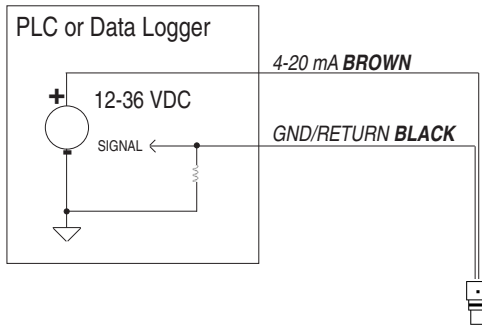 PLC or Data Logger
4-20 mA BROWN
+
12-36 VDC
GND/RETURN BLACK
SIGNAL